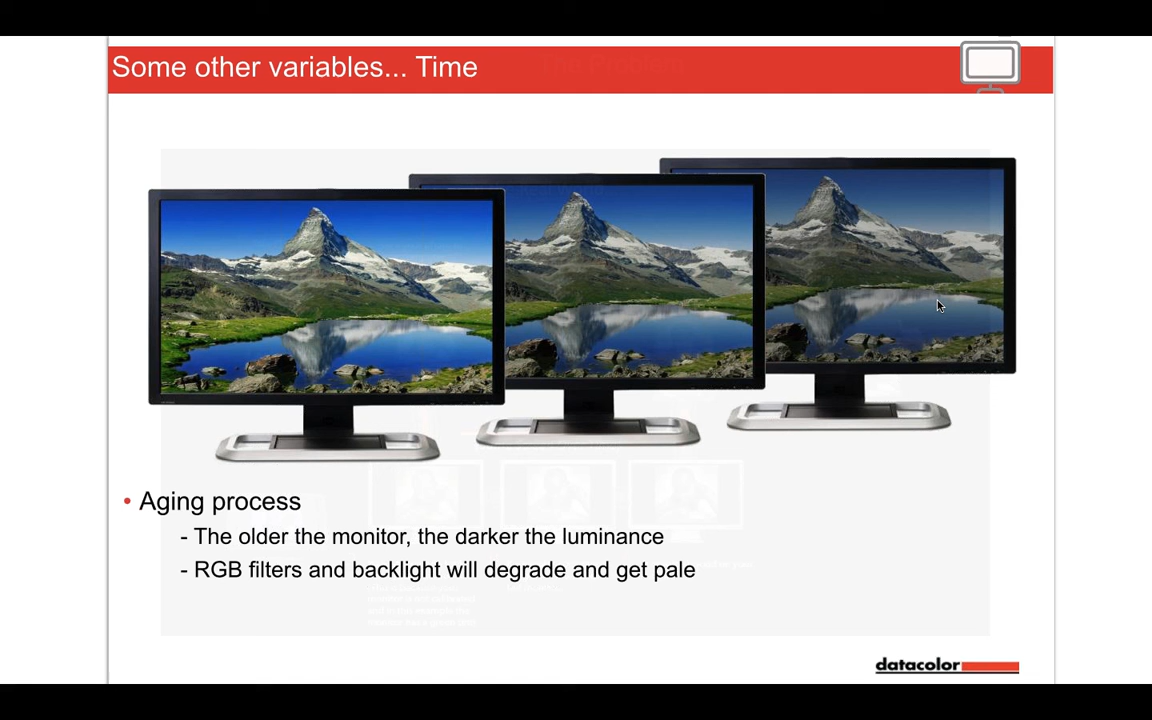 Some other variables... Time
• Aging process
- The older the monitor, the darker the luminance
- RGB filters and backlight will degrade and get pale
datacolor